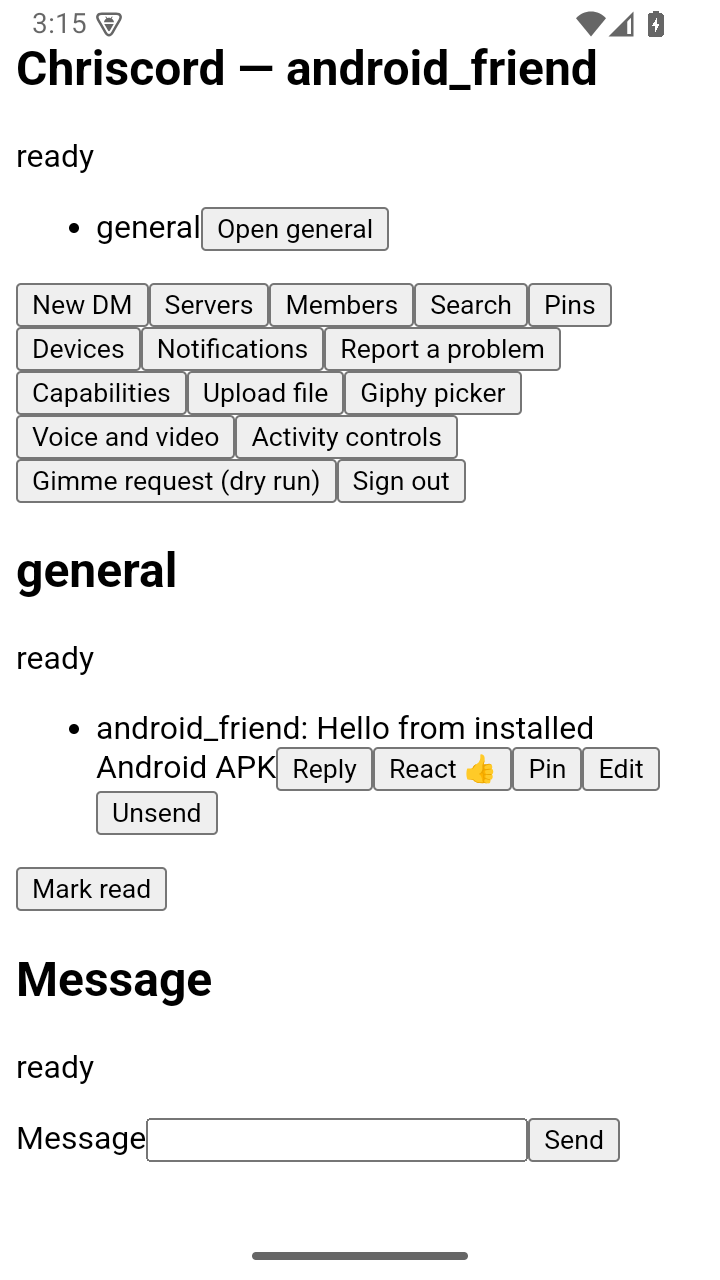 3:15
Chriscord — android_friend
ready
general Open general
New DM Servers Members Search Pins
Devices Notifications Report a problem
Capabilities Upload file Giphy picker
Voice and video Activity controls
Gimme request (dry run) Sign out
general
ready
android_friend: Hello from installed
Android APK Reply React 👍 Pin Edit
Unsend
Mark read
Message
ready
Message Send